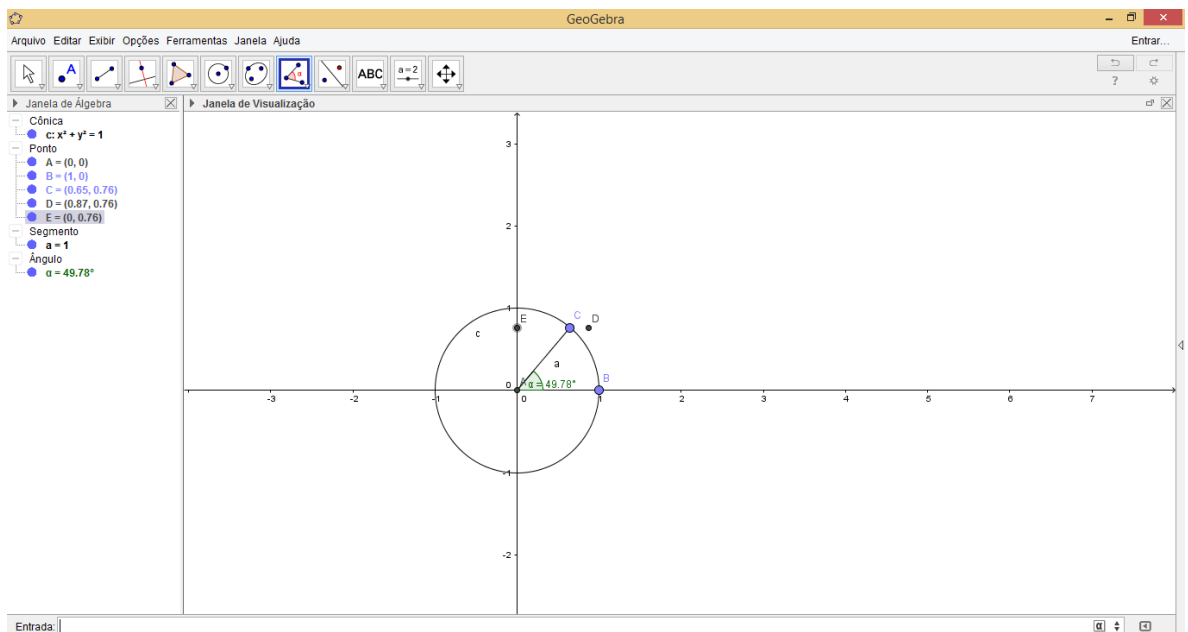 GeoGebra
Arquivo Editar Exibir Opções Ferramentas Janela Ajuda
Entrar...
A
α
ABC
a = 2
?
Janela de Álgebra
Janela de Visualização
Cônica
c: x² + y² = 1
Ponto
A = (0, 0)
B = (1, 0)
C = (0.65, 0.76)
D = (0.87, 0.76)
E = (0, 0.76)
Segmento
a = 1
Ângulo
α = 49.78°
3
2
1
E
C
D
c
a
A
α = 49.78°
B
0
-3
-2
-1
0
1
2
3
4
5
6
7
-1
-2
Entrada:
α